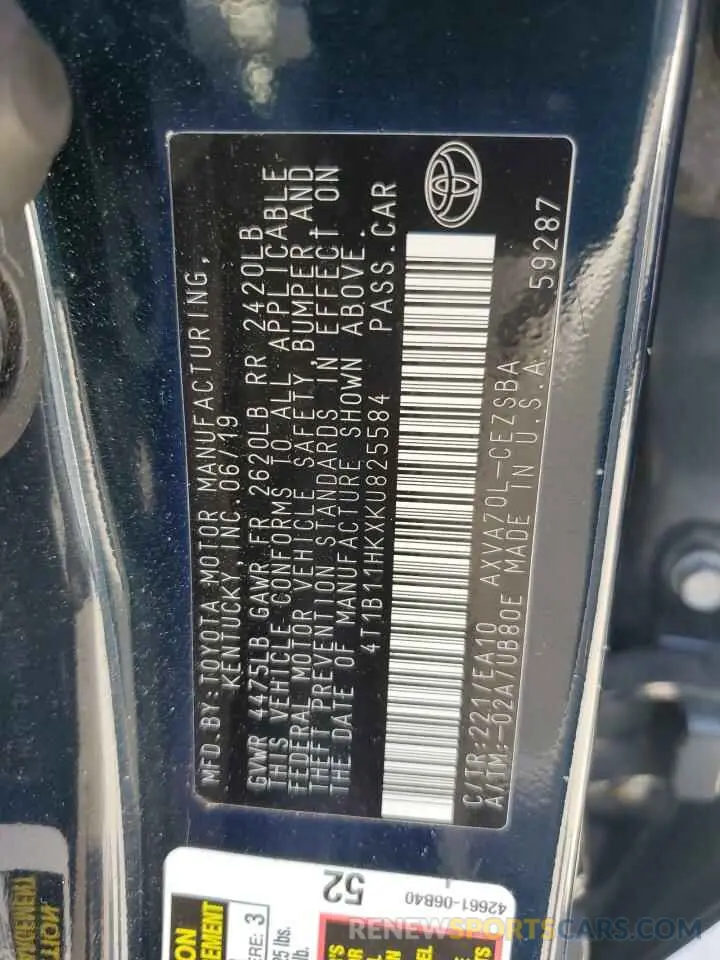 MFD.BY:TOYOTA MOTOR MANUFACTURING,
KENTUCKY, INC. 06/19
GVWR 4475LB GAWR FR 2620LB RR 2420LB
THIS VEHICLE CONFORMS TO ALL APPLICABLE
FEDERAL MOTOR VEHICLE SAFETY, BUMPER AND
THEFT PREVENTION STANDARDS IN EFFECT ON
THE DATE OF MANUFACTURE SHOWN ABOVE.
4T1B11HKXKU825584 PASS.CAR
C/TR:221/EA10 AXVA70L-CEZSBA
A/TM:-02A/UB80E MADE IN U.S.A. 59287
52
42661-06B40
ERE: 3
RENEWSPORTSCARS.COM